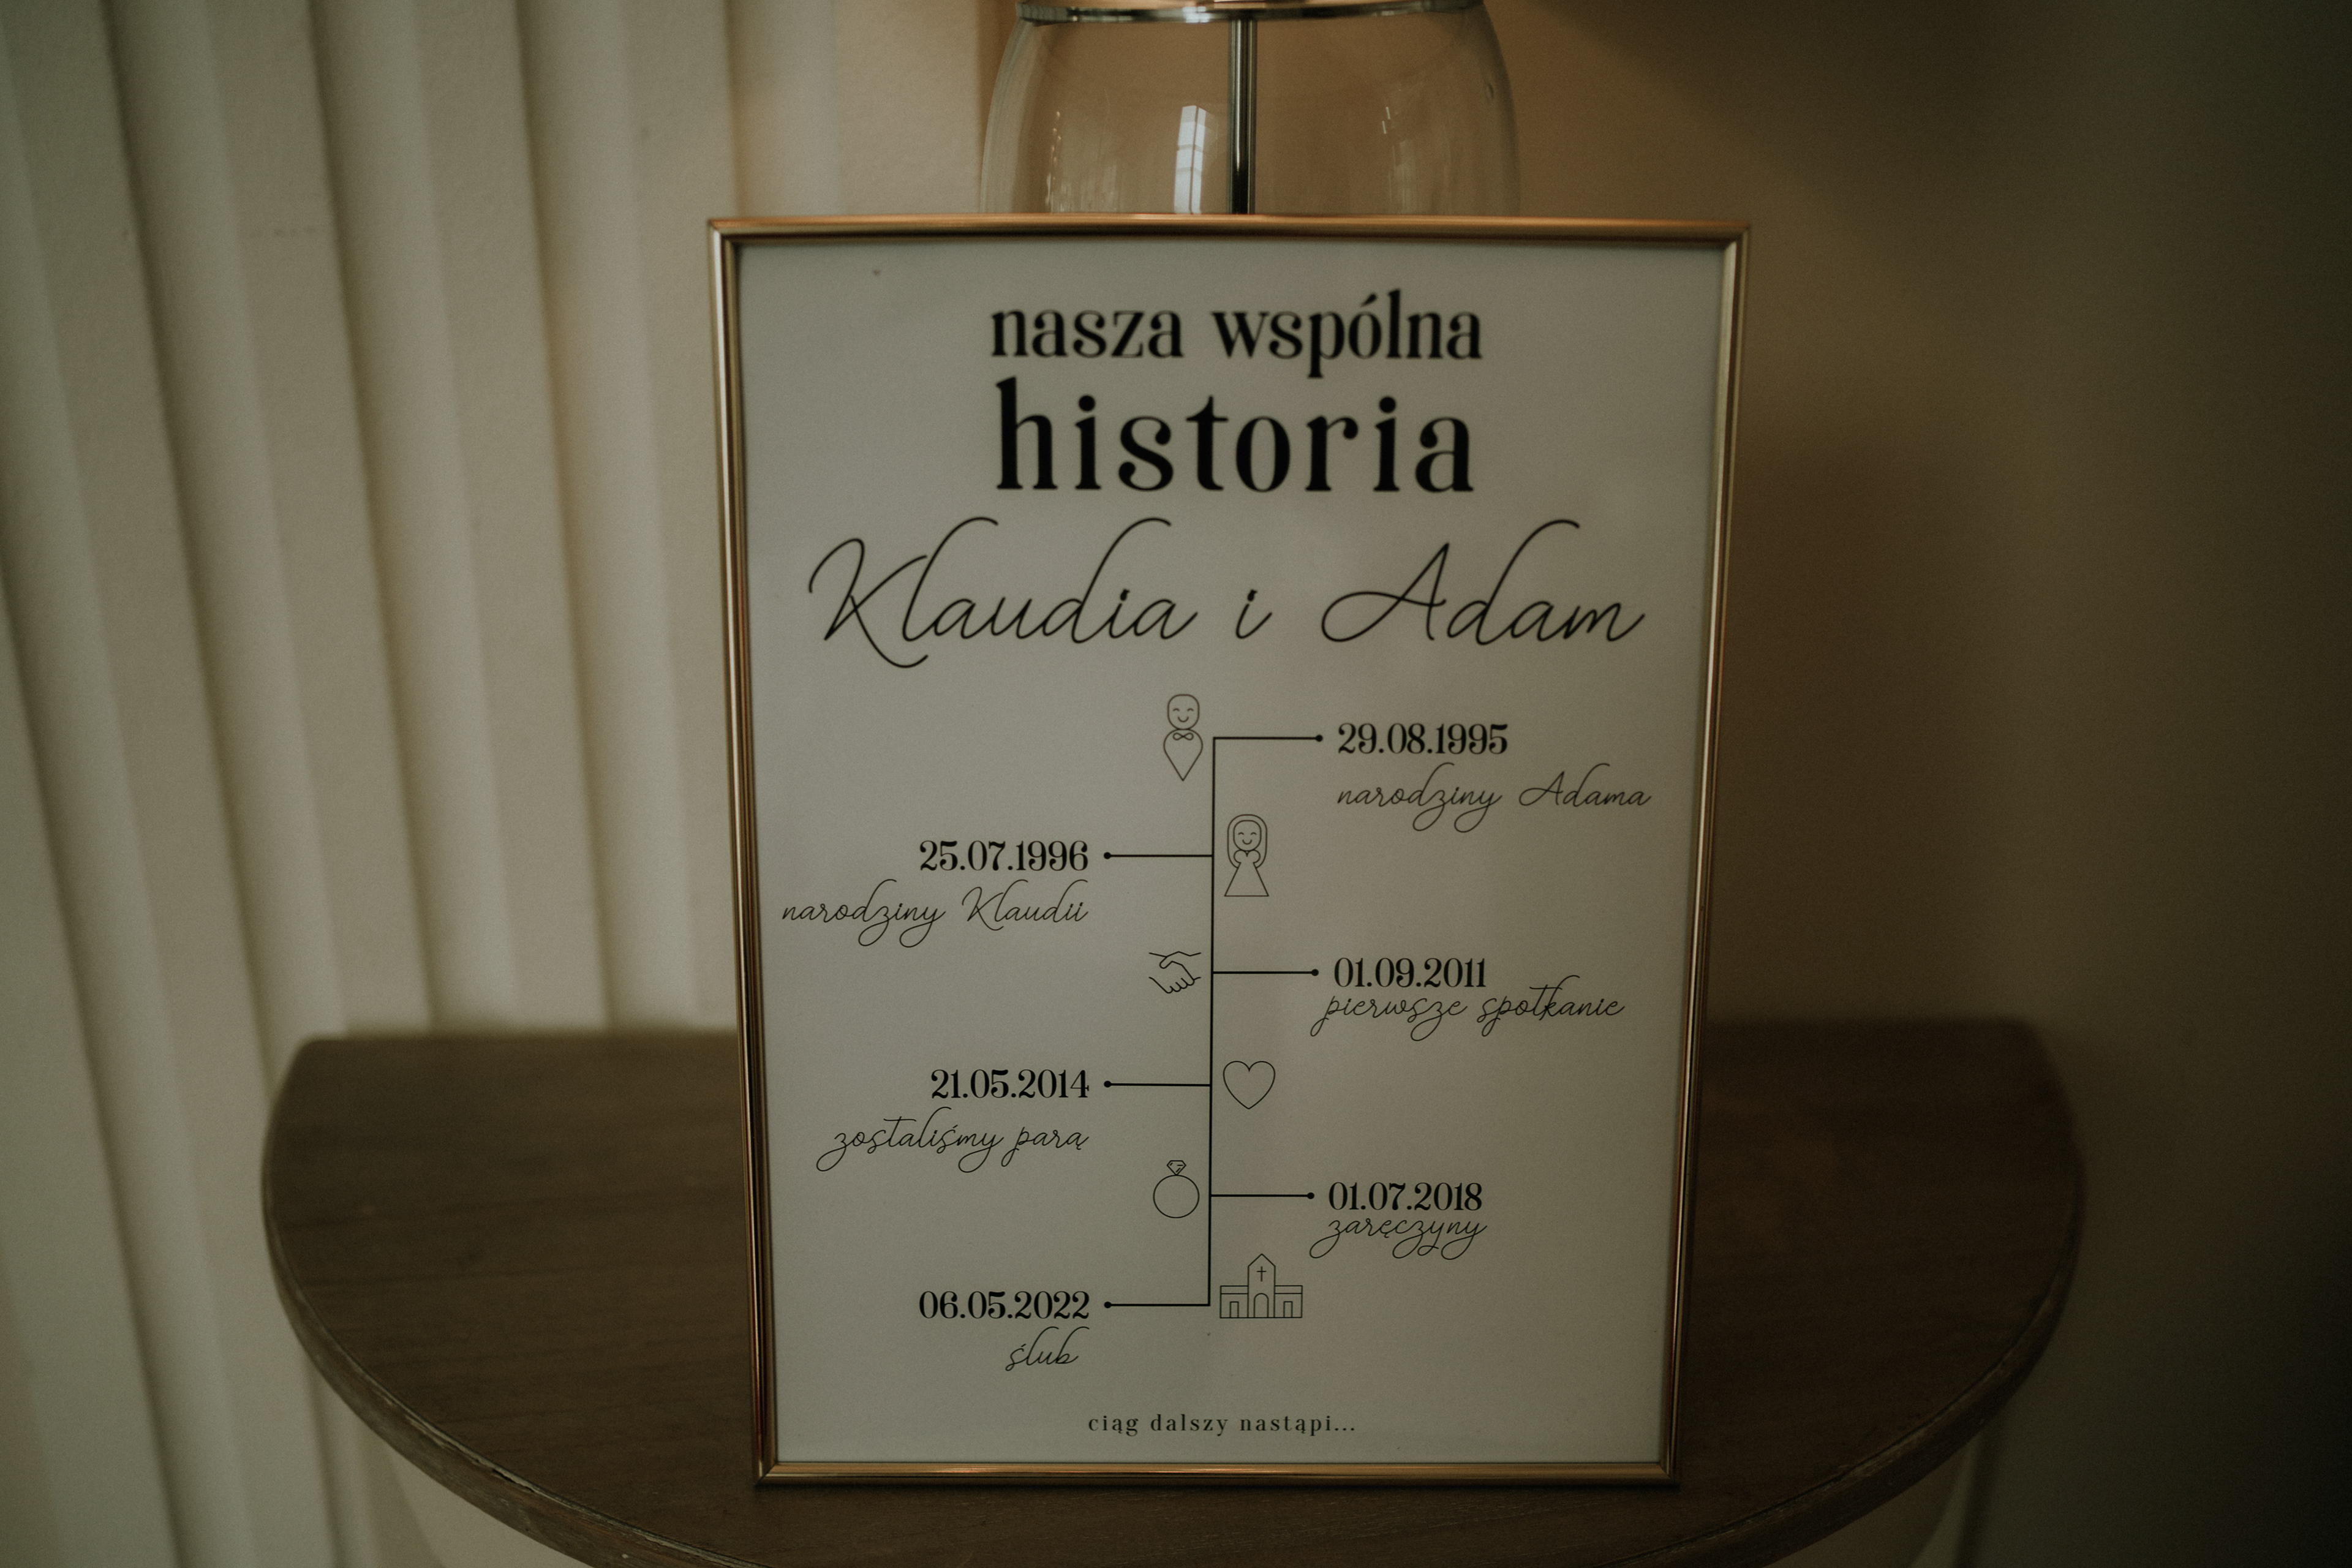 nasza wspólna
historia
Klaudia i Adam
29.08.1995
narodziny Adama
25.07.1996
narodziny Klaudii
01.09.2011
pierwsze spotkanie
21.05.2014
zostaliśmy parą
01.07.2018
zaręczyny
06.05.2022
ślub
ciąg dalszy nastąpi...